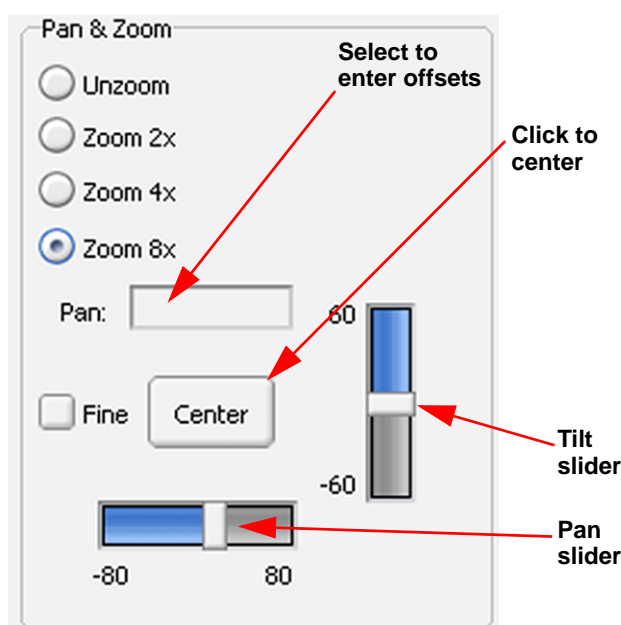 Pan & Zoom
Select to
enter offsets
Unzoom
Click to
center
Zoom 2x
Zoom 4x
Zoom 8x
Pan:
60
Fine
Center
Tilt
slider
-60
Pan
slider
-80
80